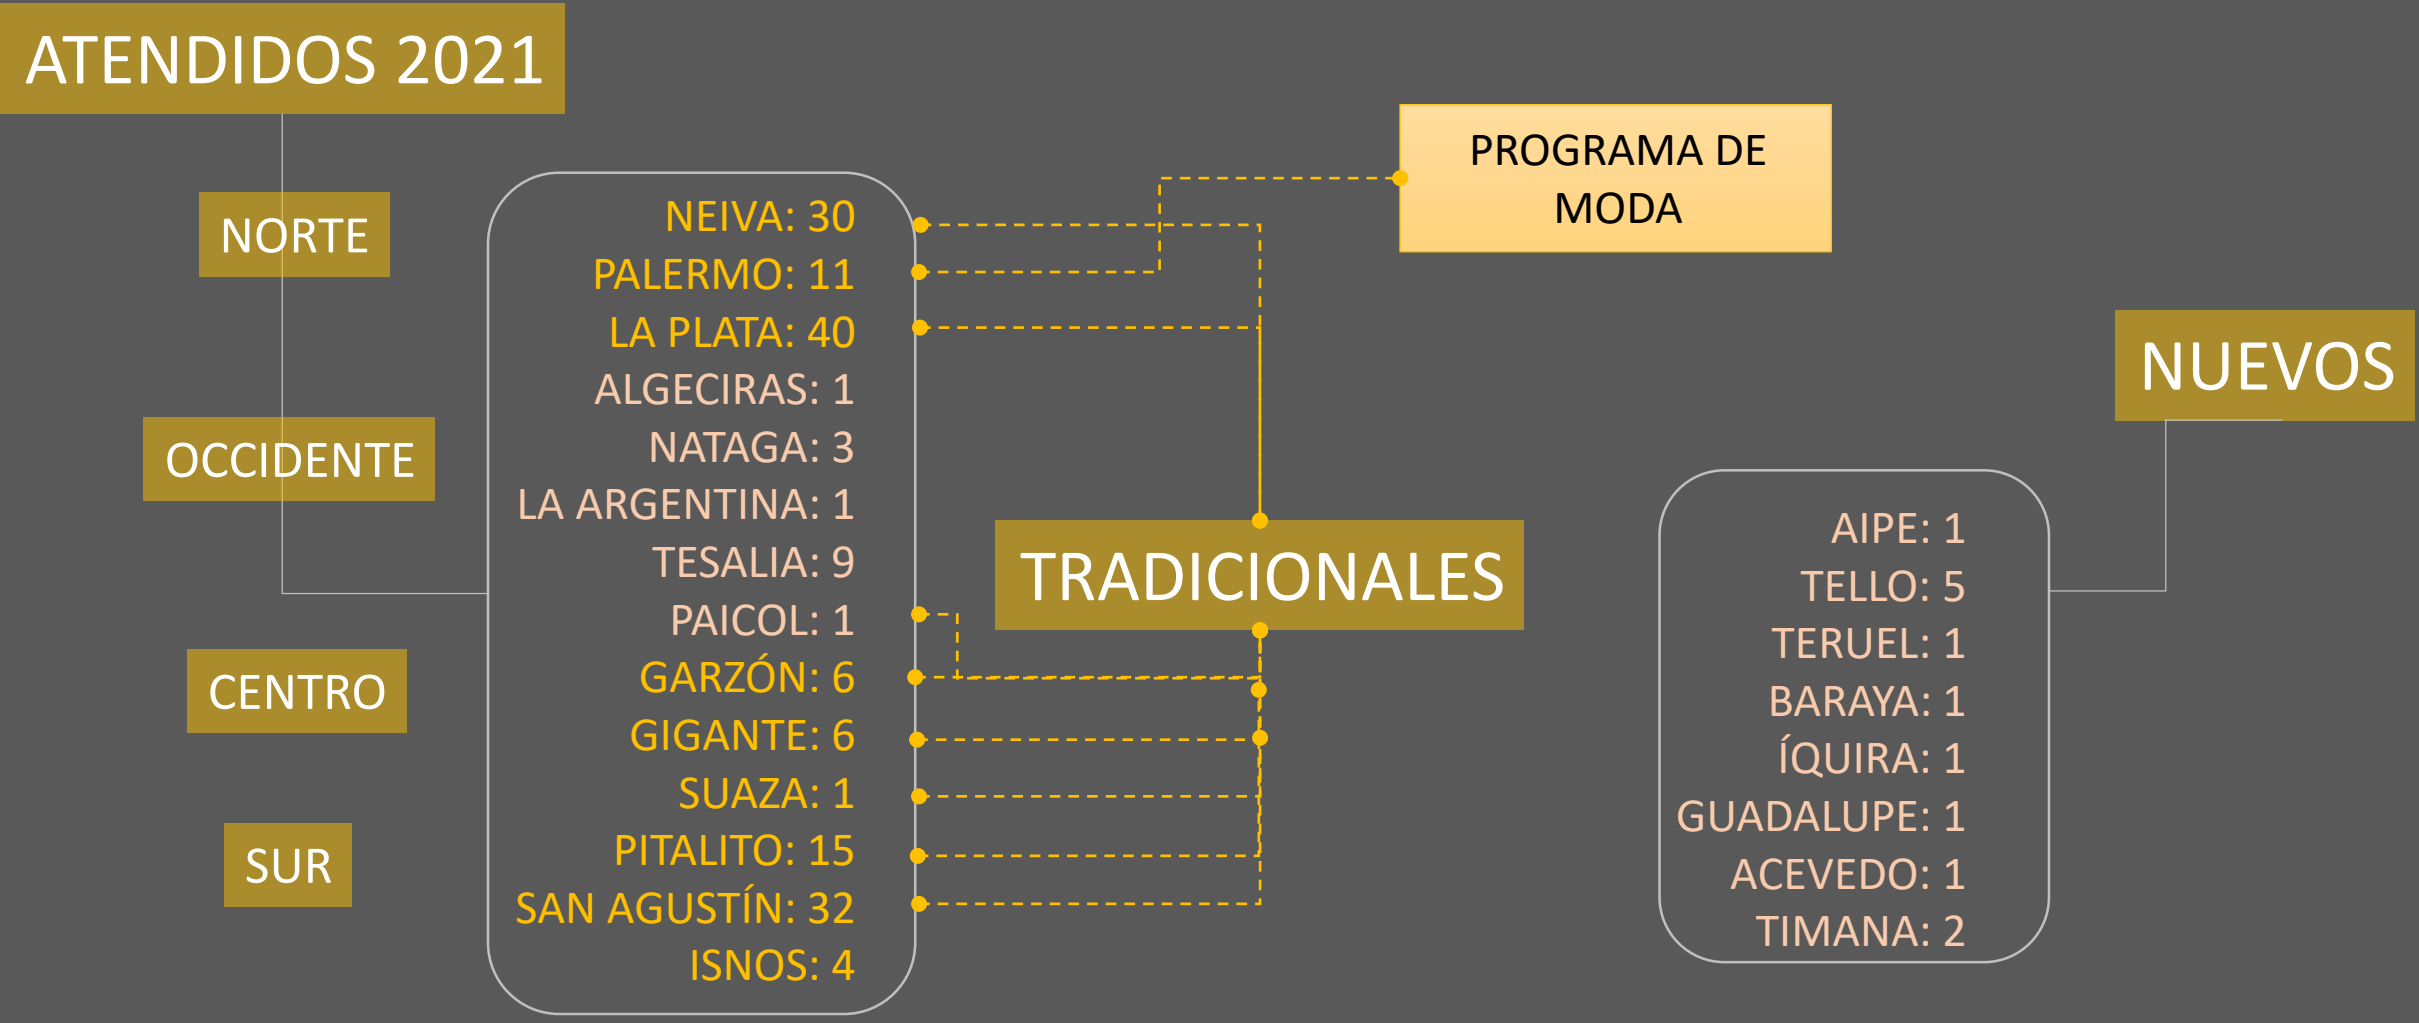 ATENDIDOS 2021
NORTE
OCCIDENTE
CENTRO
SUR
NEIVA: 30
PALERMO: 11
LA PLATA: 40
ALGECIRAS: 1
NATAGA: 3
LA ARGENTINA: 1
TESALIA: 9
PAICOL: 1
GARZÓN: 6
GIGANTE: 6
SUAZA: 1
PITALITO: 15
SAN AGUSTÍN: 32
ISNOS: 4
PROGRAMA DE
MODA
TRADICIONALES
NUEVOS
AIPE: 1
TELLO: 5
TERUEL: 1
BARAYA: 1
ÍQUIRA: 1
GUADALUPE: 1
ACEVEDO: 1
TIMANA: 2